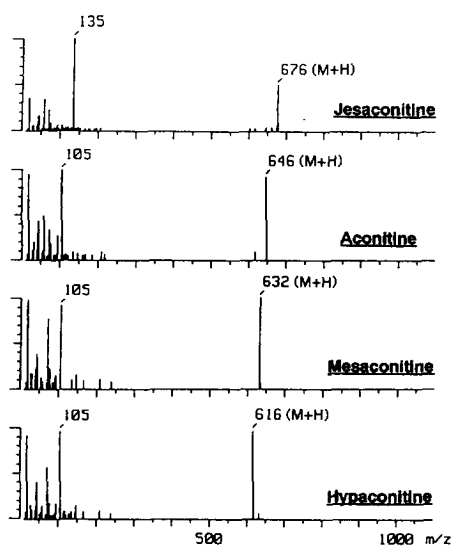 135
676 (M+H)
Jesaconitine
105
646 (M+H)
Aconitine
105
632 (M+H)
Mesaconitine
105
616 (M+H)
Hypaconitine
500
1000 m/z